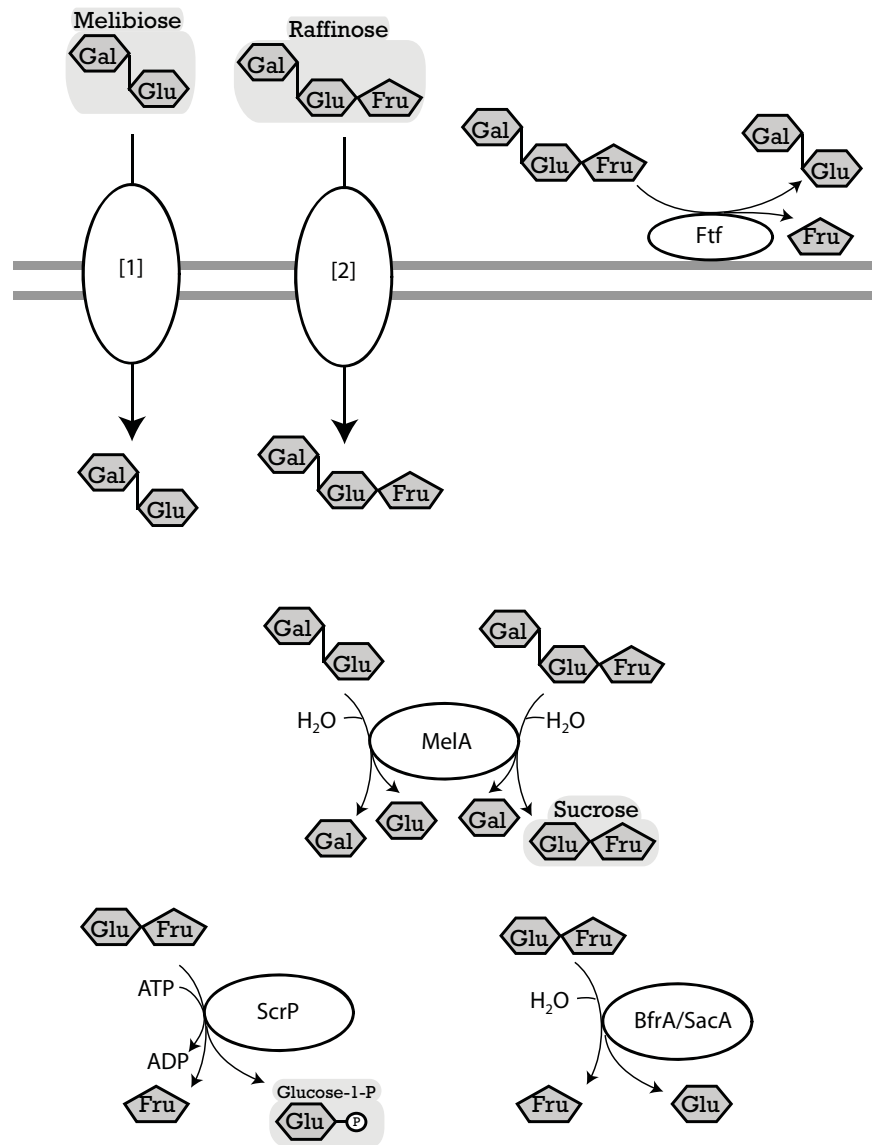 Melibiose
Gal
Glu
Raffinose
Gal
Glu Fru
Gal
Glu Fru
Gal
Glu
Ftf
Fru
[1]
[2]
Gal
Glu
Gal
Glu Fru
Gal
Glu
Gal
Glu Fru
H₂O
MelA
H₂O
Gal
Glu
Gal
Sucrose
Glu Fru
Glu Fru
ATP
ScrP
ADP
Fru
Glucose-1-P
Glu P
Glu Fru
H₂O
BfrA/SacA
Fru
Glu